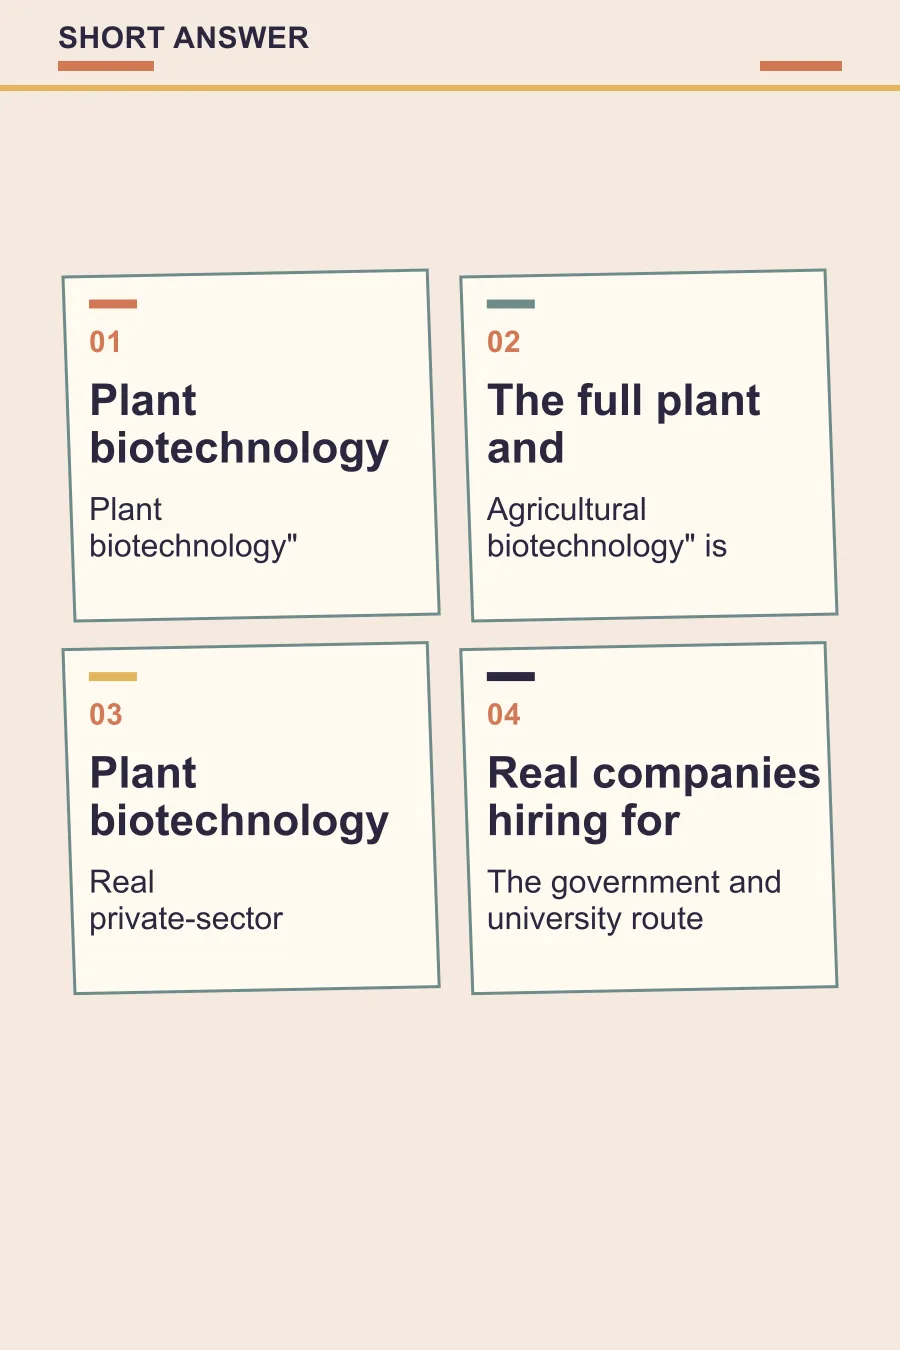 SHORT ANSWER
01
Plant
biotechnology
Plant
biotechnology"
02
The full plant
and
Agricultural
biotechnology" is
03
Plant
biotechnology
Real
private-sector
04
Real companies
hiring for
The government and
university route